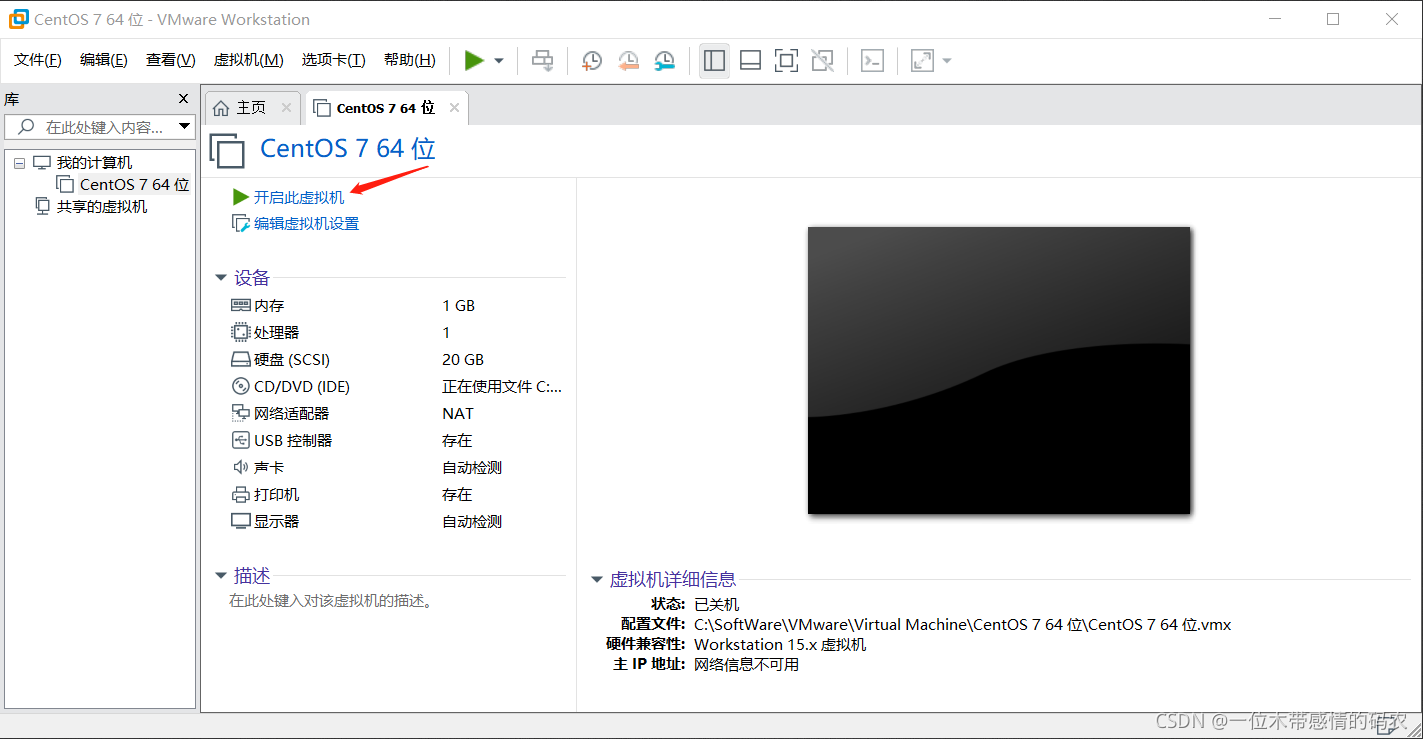 CentOS 7 64 位 - VMware Workstation
文件(F) 编辑(E) 查看(V) 虚拟机(M) 选项卡(T) 帮助(H)
库
在此处键入内容...
我的计算机
CentOS 7 64 位
共享的虚拟机
主页
CentOS 7 64 位
CentOS 7 64 位
开启此虚拟机
编辑虚拟机设置
设备
内存 1 GB
处理器 1
硬盘 (SCSI) 20 GB
CD/DVD (IDE) 正在使用文件 C:...
网络适配器 NAT
USB 控制器 存在
声卡 自动检测
打印机 存在
显示器 自动检测
描述
在此处键入对该虚拟机的描述。
虚拟机详细信息
状态: 已关机
配置文件: C:\SoftWare\VMware\Virtual Machine\CentOS 7 64 位\CentOS 7 64 位.vmx
硬件兼容性: Workstation 15.x 虚拟机
主 IP 地址: 网络信息不可用
CSDN @一位木带感情的码农